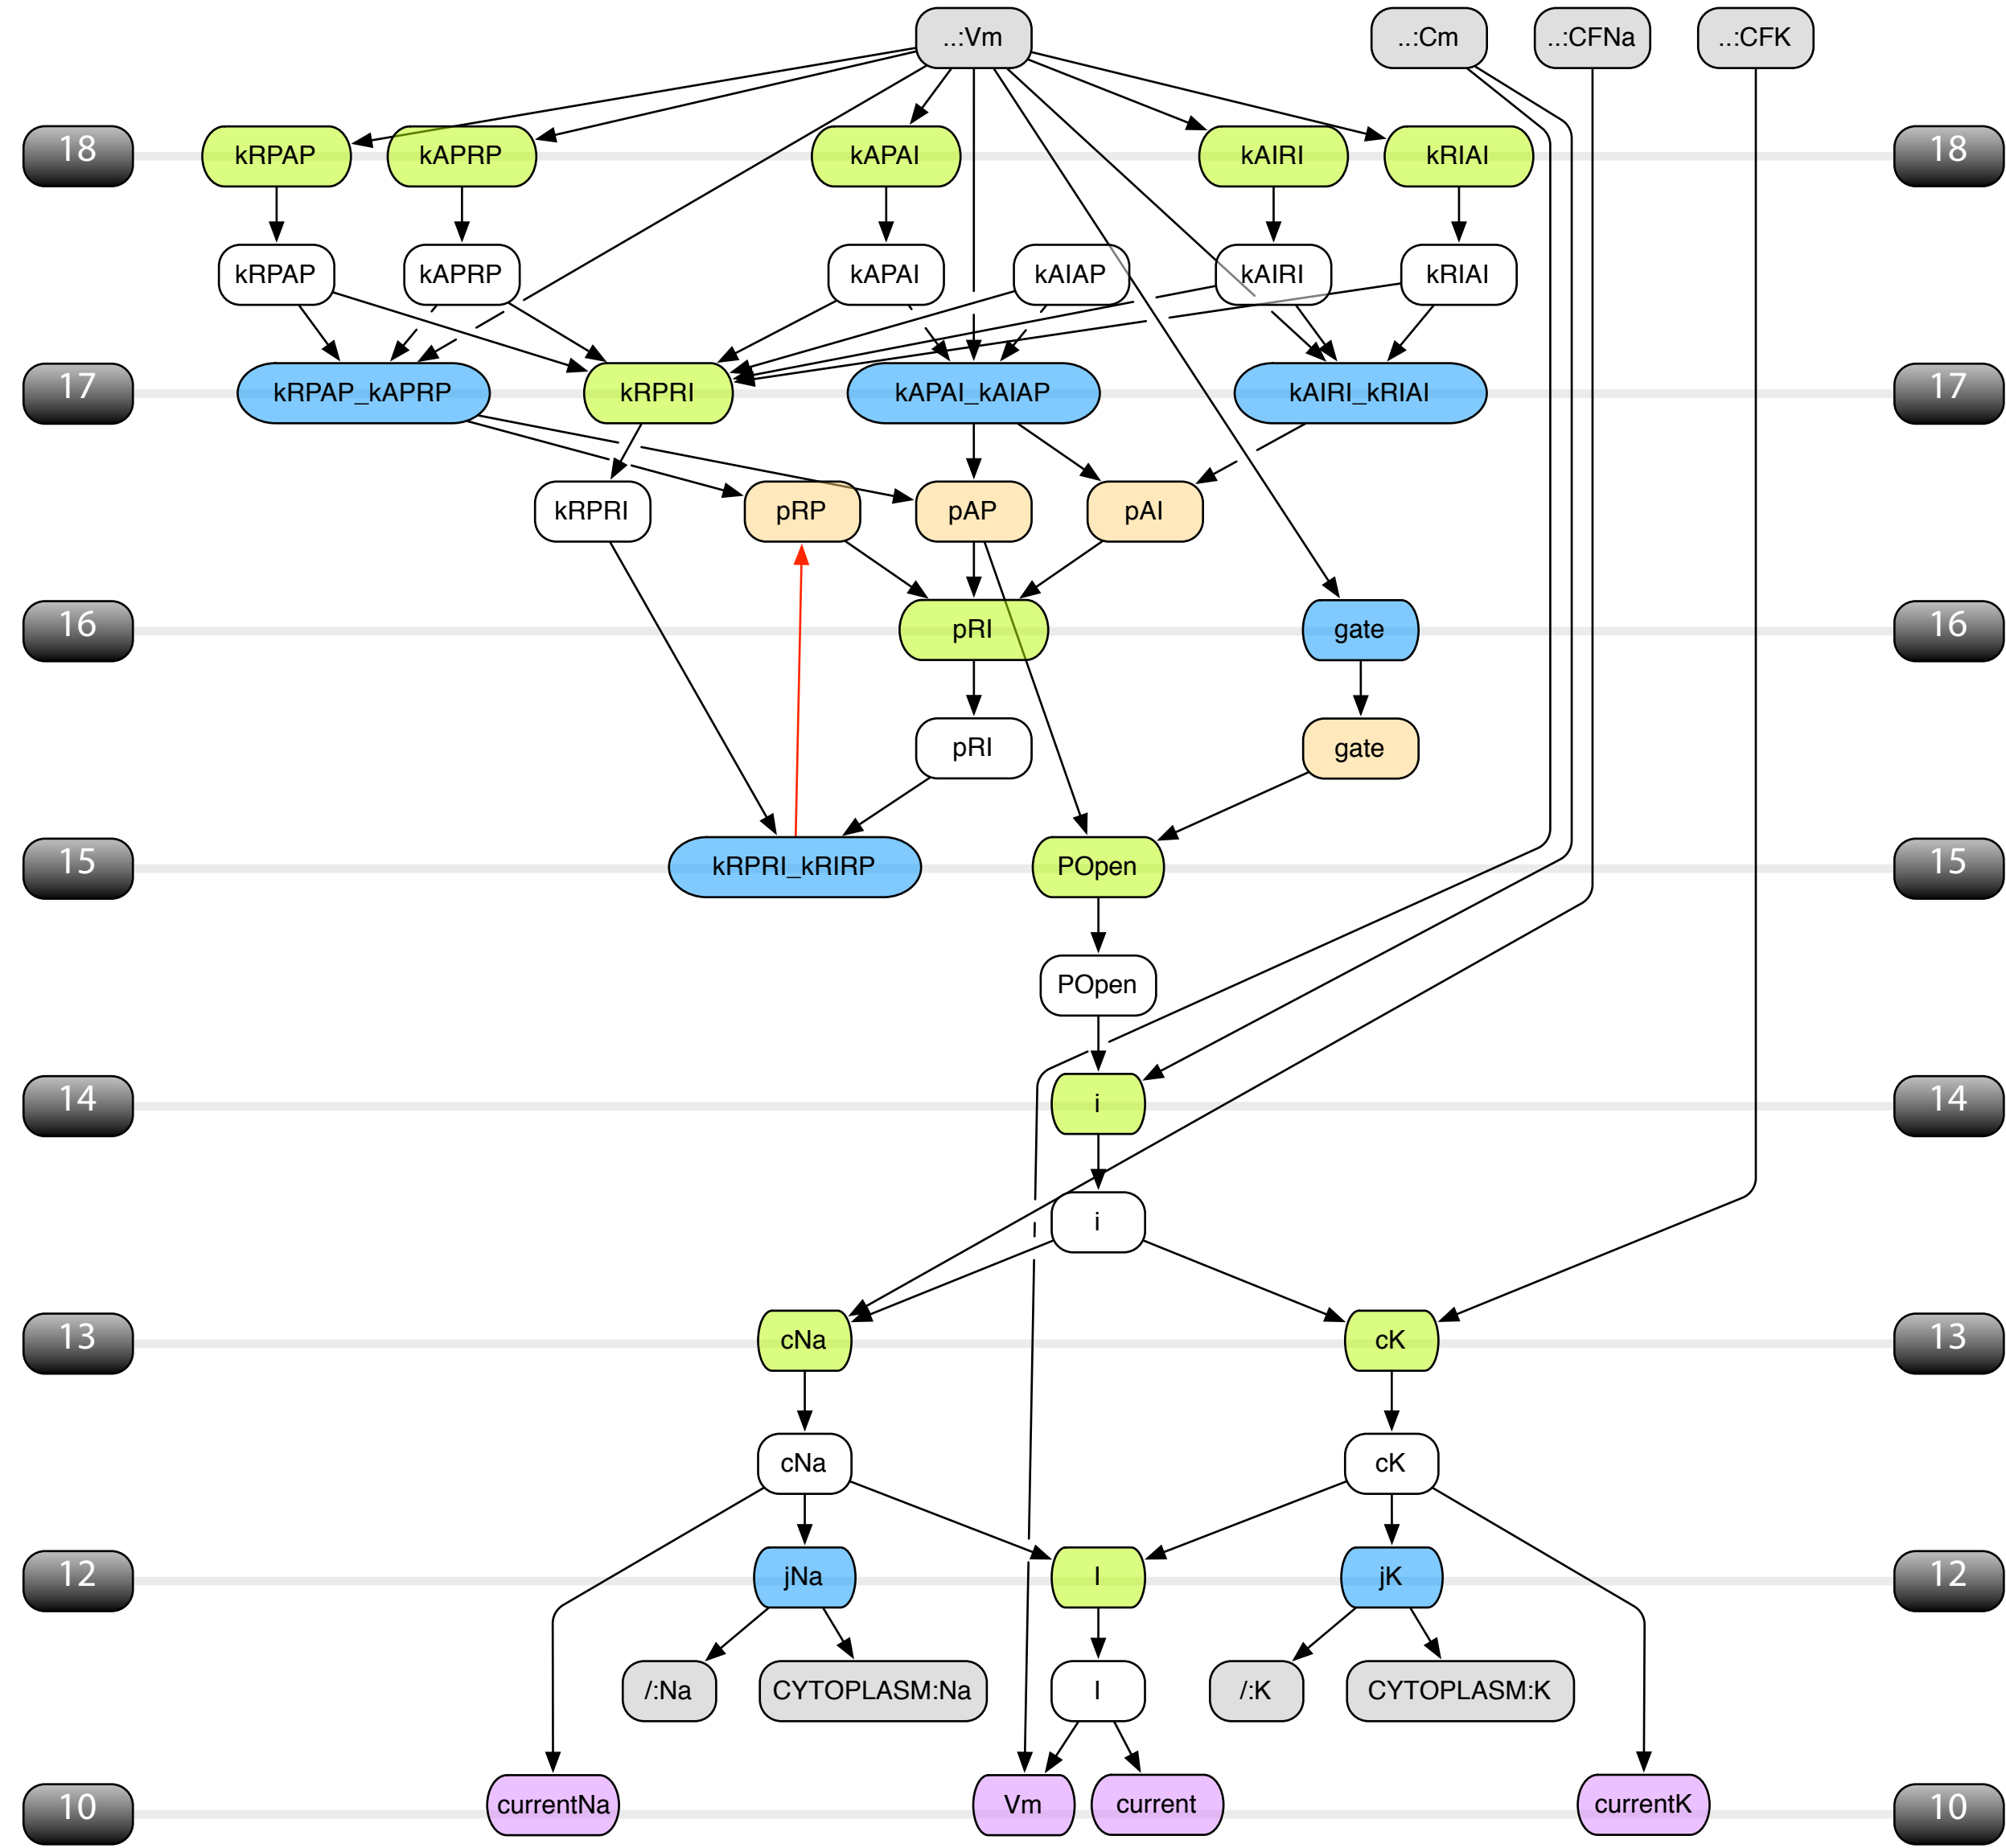 ..:Vm
..:Cm
..:CFNa
..:CFK
18
kRPAP
kAPRP
kAPAI
kAIRI
kRIAI
18
kRPAP
kAPRP
kAPAI
kAIAP
kAIRI
kRIAI
17
kRPAP_kAPRP
kRPRI
kAPAI_kAIAP
kAIRI_kRIAI
17
kRPRI
pRP
pAP
pAI
16
pRI
gate
16
pRI
gate
15
kRPRI_kRIRP
POpen
15
POpen
14
i
14
i
13
cNa
cK
13
cNa
cK
12
jNa
I
jK
12
/:Na
CYTOPLASM:Na
I
/:K
CYTOPLASM:K
10
currentNa
Vm
current
currentK
10